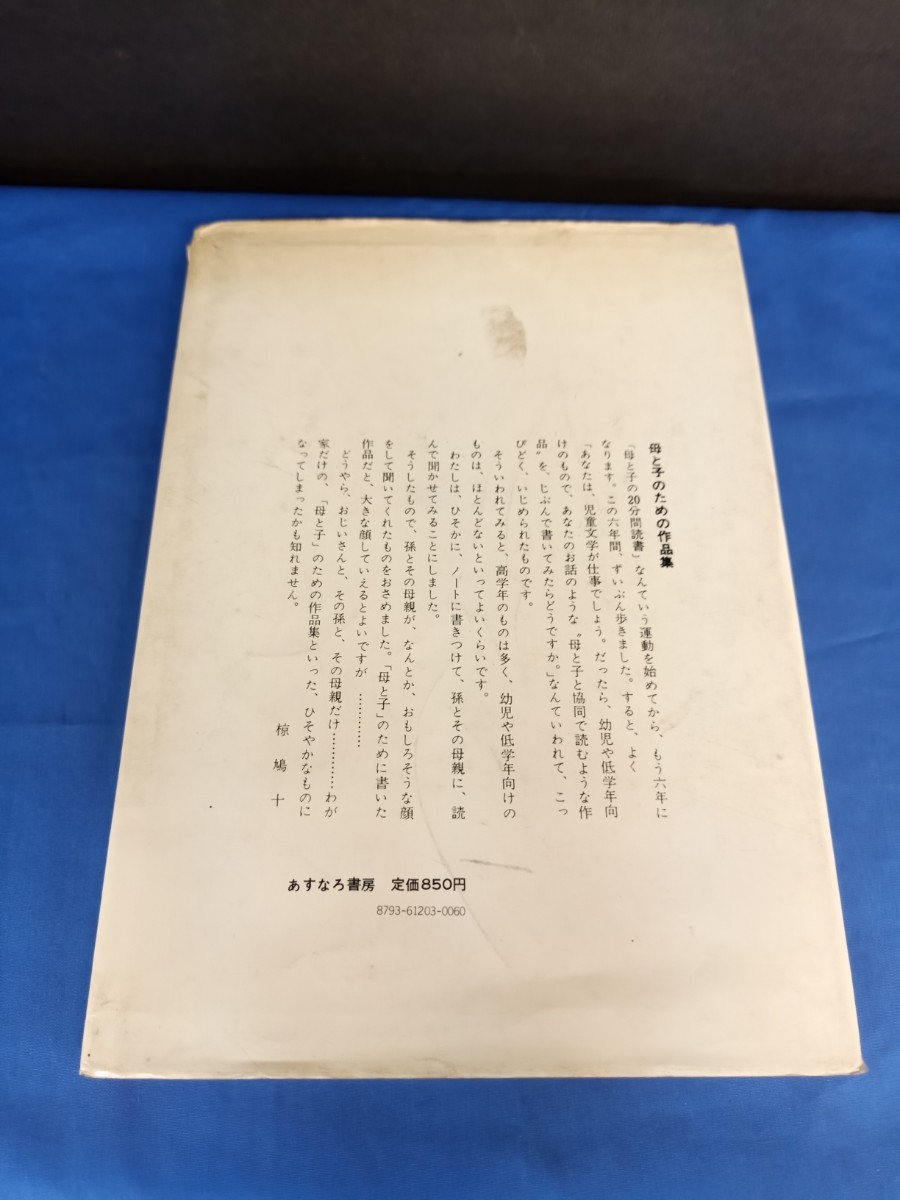 母と子のための作品集
「母と子の20分間読書」なんていう運動を始めてから、もう六年に
なります。この六年間、ずいぶん歩きました。すると、よく
「あなたは、児童文学が仕事でしょう。だったら、幼児や低学年向
けのもので、あなたのお話のような〝母と子と協同で読むような作
品〟を、じぶんで書いてみたらどうですか。」なんていわれて、こっ
ぴどく、いじめられたものです。
そういわれてみると、高学年のものは多く、幼児や低学年向けの
ものは、ほとんどないといってよいくらいです。
わたしは、ひそかに、ノートに書きつけて、孫とその母親に、読
んで聞かせてみることにしました。
そうしたもので、孫とその母親が、なんとか、おもしろそうな顔
をして聞いてくれたものをおさめました。「母と子」のために書いた
作品だと、大きな顔していえるとよいですが…………
どうやら、おじいさんと、その孫と、その母親だけ…………わが
家だけの、「母と子」のための作品集といった、ひそやかなものに
なってしまったかも知れません。
椋鳩十
あすなろ書房 定価850円
8793-61203-0060